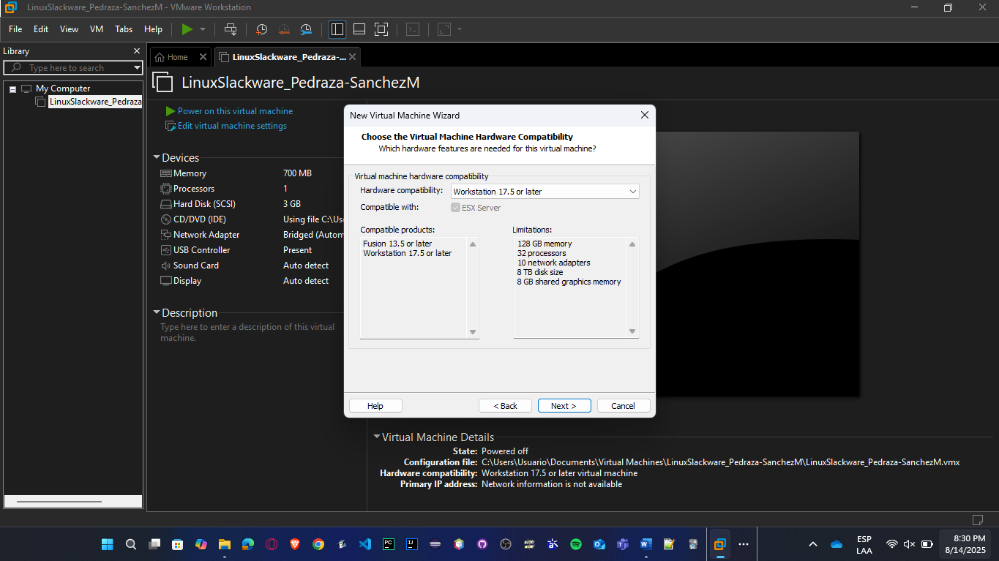 LinuxSlackware_Pedraza-SanchezM - VMware Workstation
File Edit View VM Tabs Help
Library
Type here to search
My Computer
LinuxSlackware_Pedraza
Home
LinuxSlackware_Pedraza-...
LinuxSlackware_Pedraza-SanchezM
Power on this virtual machine
Edit virtual machine settings
Devices
Memory 700 MB
Processors 1
Hard Disk (SCSI) 3 GB
CD/DVD (IDE) Using file C:\Us
Network Adapter Bridged (Autom
USB Controller Present
Sound Card Auto detect
Display Auto detect
Description
Type here to enter a description of this virtual
machine.
New Virtual Machine Wizard
Choose the Virtual Machine Hardware Compatibility
Which hardware features are needed for this virtual machine?
Virtual machine hardware compatibility
Hardware compatibility: Workstation 17.5 or later
Compatible with: ESX Server
Compatible products:
Fusion 13.5 or later
Workstation 17.5 or later
Limitations:
128 GB memory
32 processors
10 network adapters
8 TB disk size
8 GB shared graphics memory
Help < Back Next > Cancel
Virtual Machine Details
State: Powered off
Configuration file: C:\Users\Usuario\Documents\Virtual Machines\LinuxSlackware_Pedraza-SanchezM\LinuxSlackware_Pedraza-SanchezM.vmx
Hardware compatibility: Workstation 17.5 or later virtual machine
Primary IP address: Network information is not available
PC
IJ
ESP
LAA
8:30 PM
8/14/2025